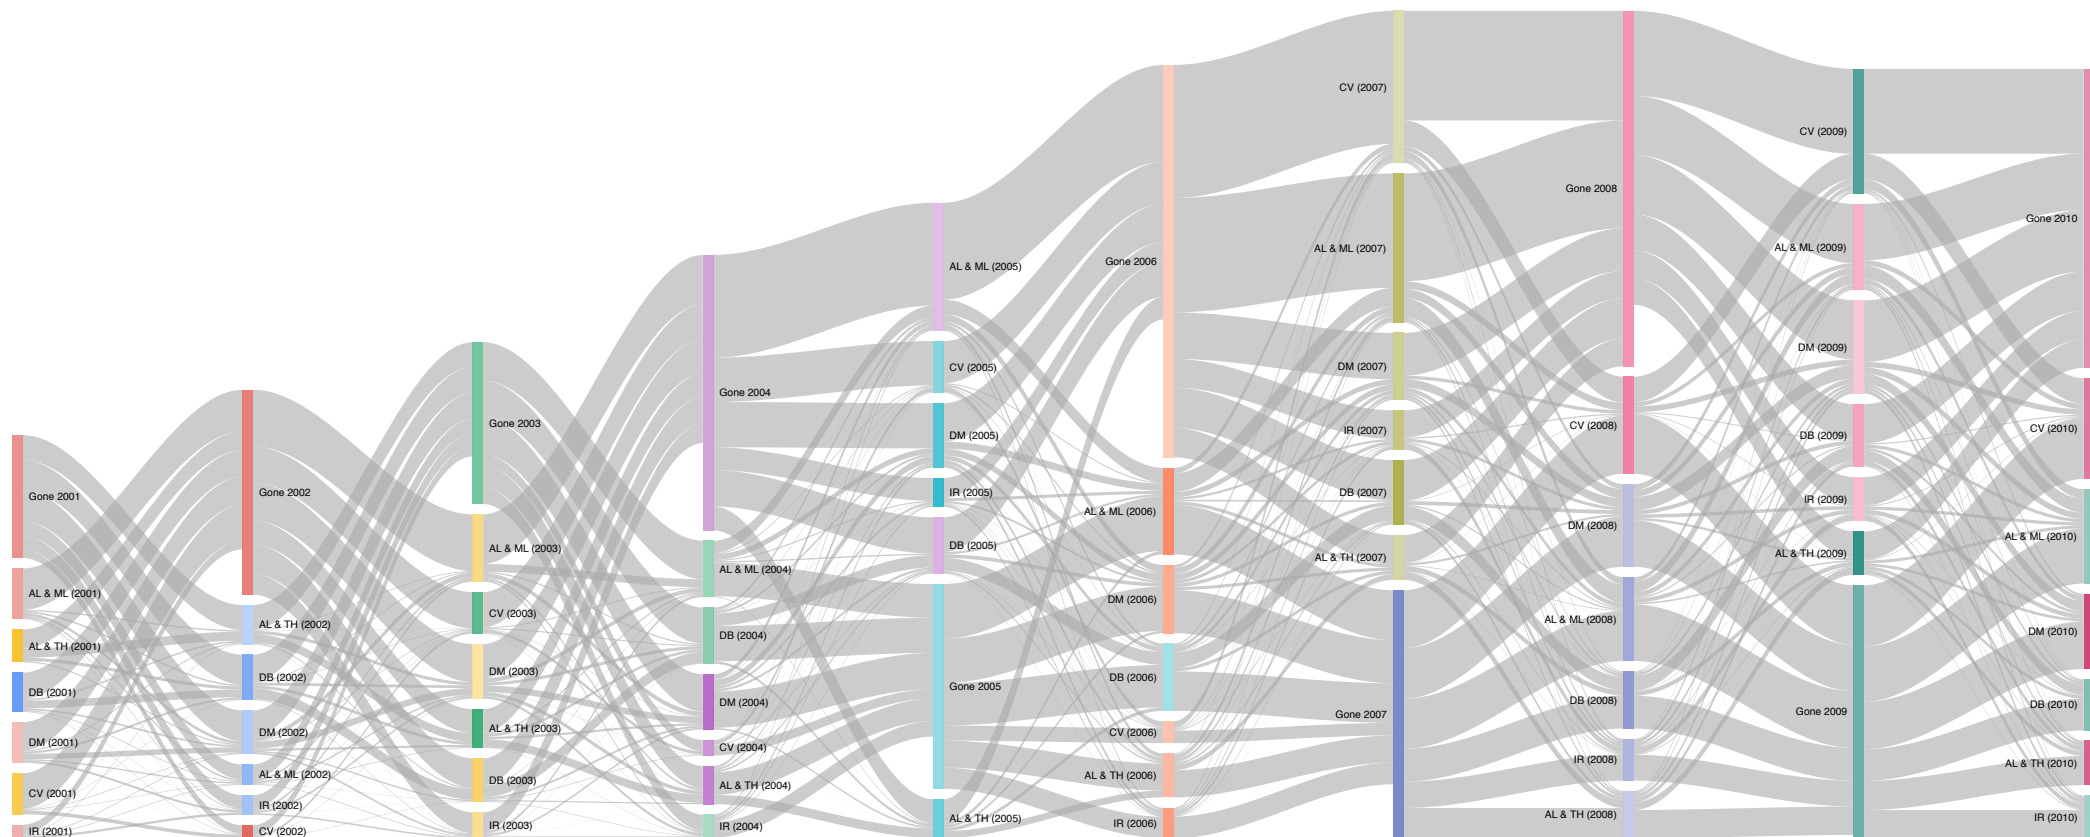 Gone 2001
AL & ML (2001)
AL & TH (2001)
DB (2001)
DM (2001)
CV (2001)
IR (2001)
Gone 2002
AL & TH (2002)
DB (2002)
DM (2002)
AL & ML (2002)
IR (2002)
CV (2002)
Gone 2003
AL & ML (2003)
CV (2003)
DM (2003)
AL & TH (2003)
DB (2003)
IR (2003)
Gone 2004
AL & ML (2004)
DB (2004)
DM (2004)
CV (2004)
AL & TH (2004)
IR (2004)
AL & ML (2005)
CV (2005)
DM (2005)
IR (2005)
DB (2005)
Gone 2005
AL & TH (2005)
Gone 2006
AL & ML (2006)
DM (2006)
DB (2006)
CV (2006)
AL & TH (2006)
IR (2006)
CV (2007)
AL & ML (2007)
DM (2007)
IR (2007)
DB (2007)
AL & TH (2007)
Gone 2007
Gone 2008
CV (2008)
DM (2008)
AL & ML (2008)
DB (2008)
IR (2008)
AL & TH (2008)
CV (2009)
AL & ML (2009)
DM (2009)
DB (2009)
IR (2009)
AL & TH (2009)
Gone 2009
Gone 2010
CV (2010)
AL & ML (2010)
DM (2010)
DB (2010)
AL & TH (2010)
IR (2010)